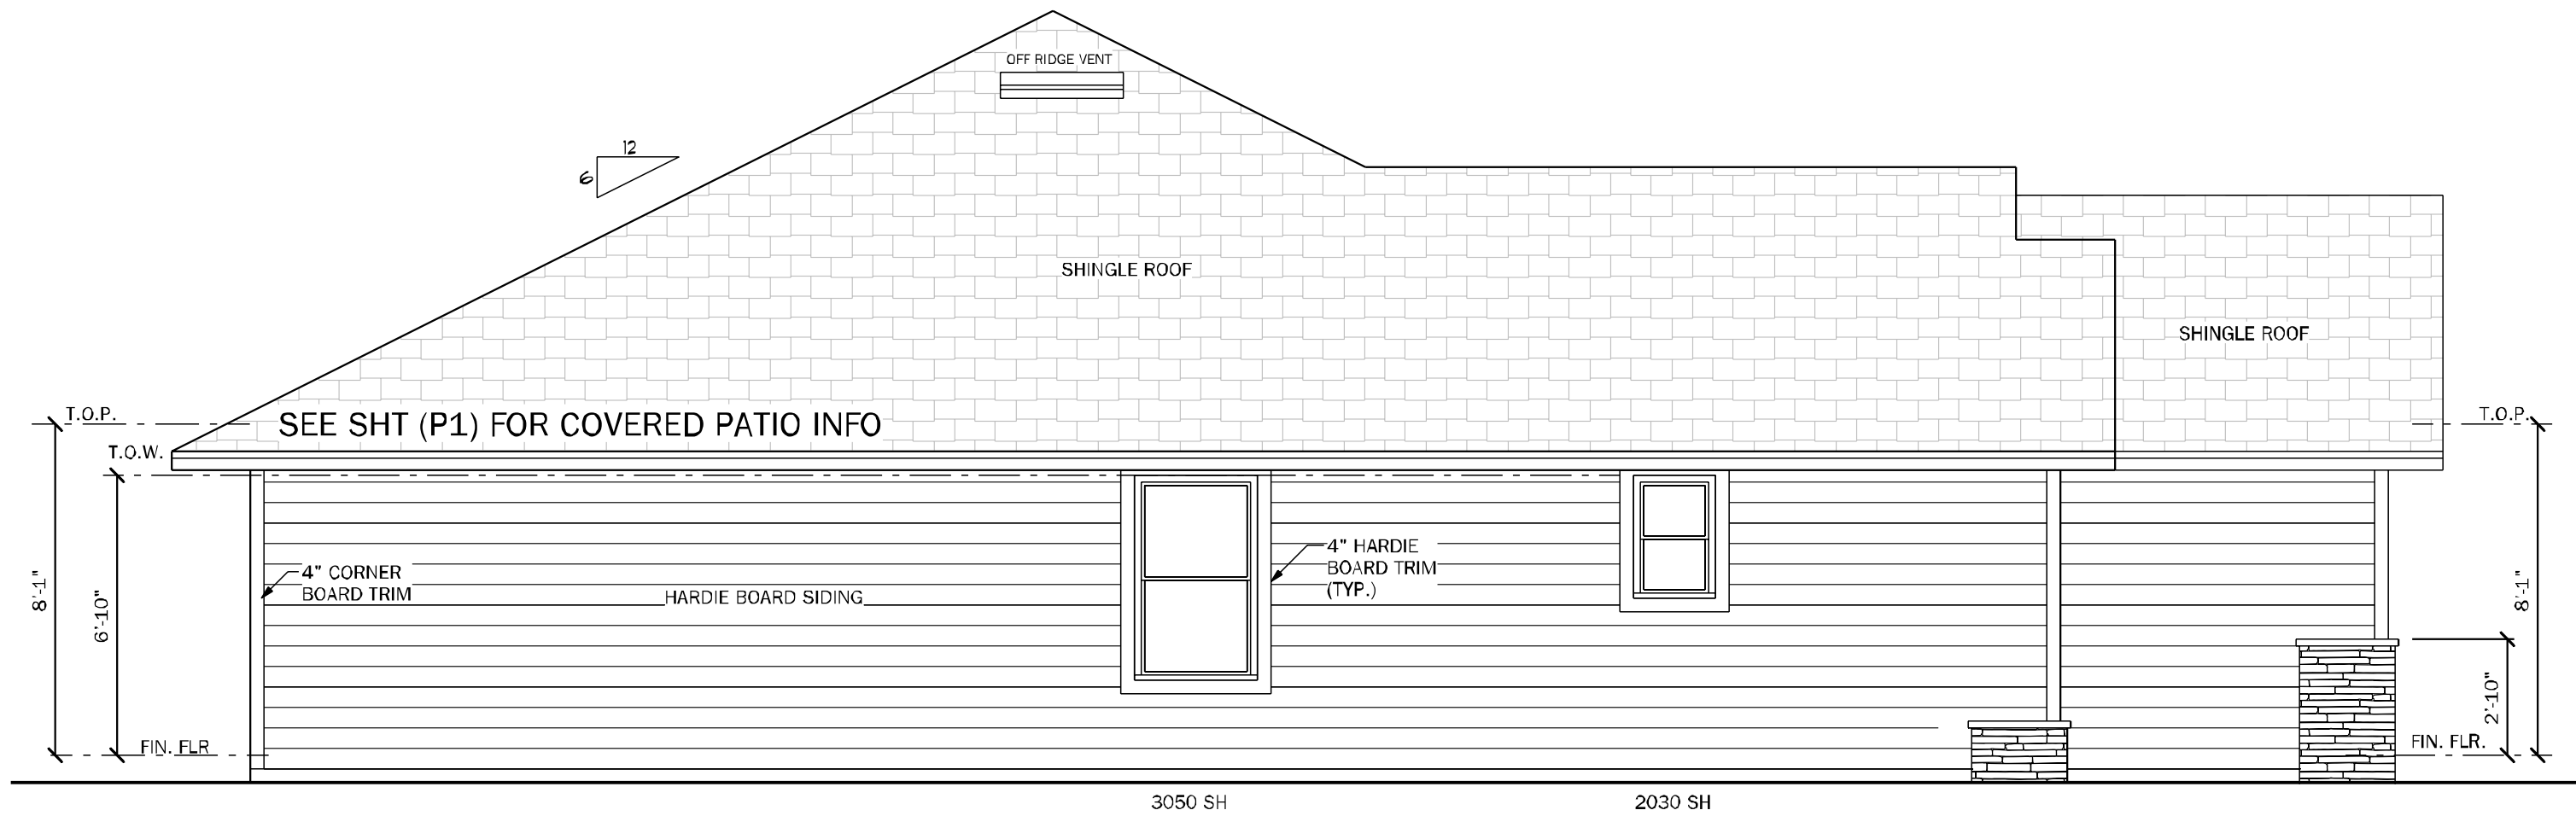 OFF RIDGE VENT
12
6
SHINGLE ROOF
SHINGLE ROOF
T.O.P.
SEE SHT (P1) FOR COVERED PATIO INFO
T.O.P.
T.O.W.
4" HARDIE
BOARD TRIM
(TYP.)
4" CORNER
BOARD TRIM
HARDIE BOARD SIDING
8'-1"
6'-10"
8'-1"
2'-10"
FIN. FLR
FIN. FLR.
3050 SH
2030 SH